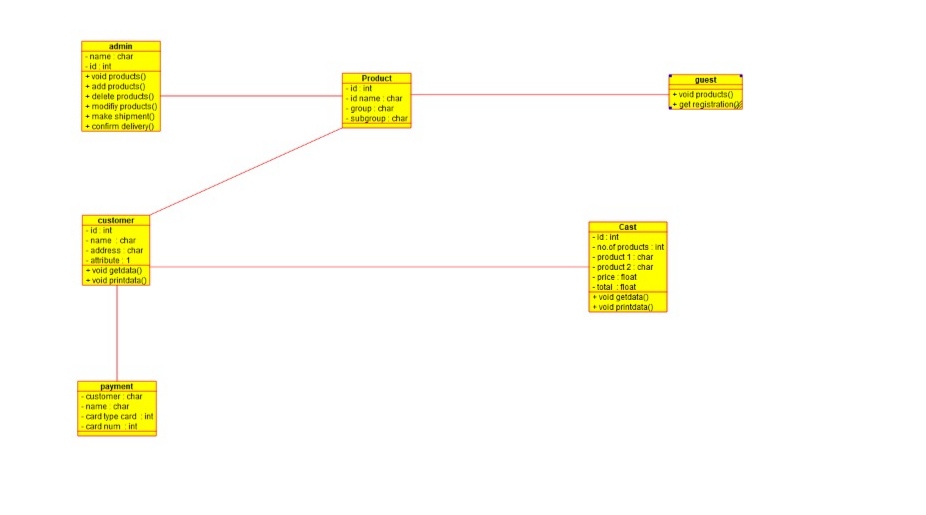 admin
- name : char
- id : int
+ void products()
+ add products()
+ delete products()
+ modifiy products()
+ make shipment()
+ confirm delivery()
Product
- id : int
- id name : char
- group : char
- subgroup : char
guest
+ void products()
+ get registration()
customer
- id : int
- name : char
- address : char
- attribute : 1
+ void getdata()
+ void printdata()
Cast
- id : int
- no.of products : int
- product 1 : char
- product 2 : char
- price : float
- total : float
+ void getdata()
+ void printdata()
payment
- customer : char
- name : char
- card type card : int
- card num : int